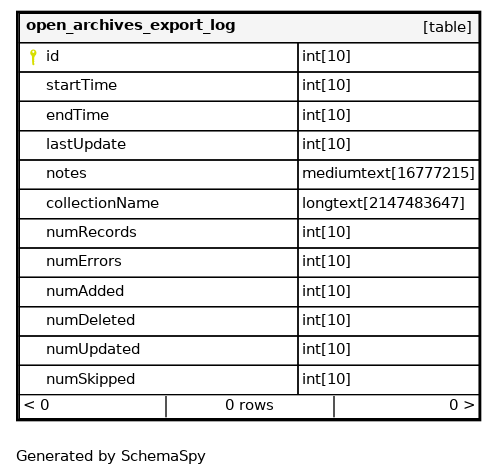 open_archives_export_log [table]
id int[10]
startTime int[10]
endTime int[10]
lastUpdate int[10]
notes mediumtext[16777215]
collectionName longtext[2147483647]
numRecords int[10]
numErrors int[10]
numAdded int[10]
numDeleted int[10]
numUpdated int[10]
numSkipped int[10]
< 0 0 rows 0 >
Generated by SchemaSpy